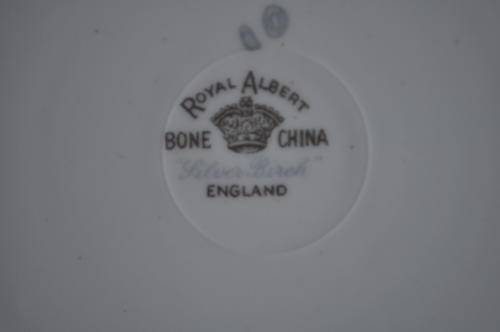 ROYAL ALBERT
BONE CHINA
"Silver Birch"
ENGLAND